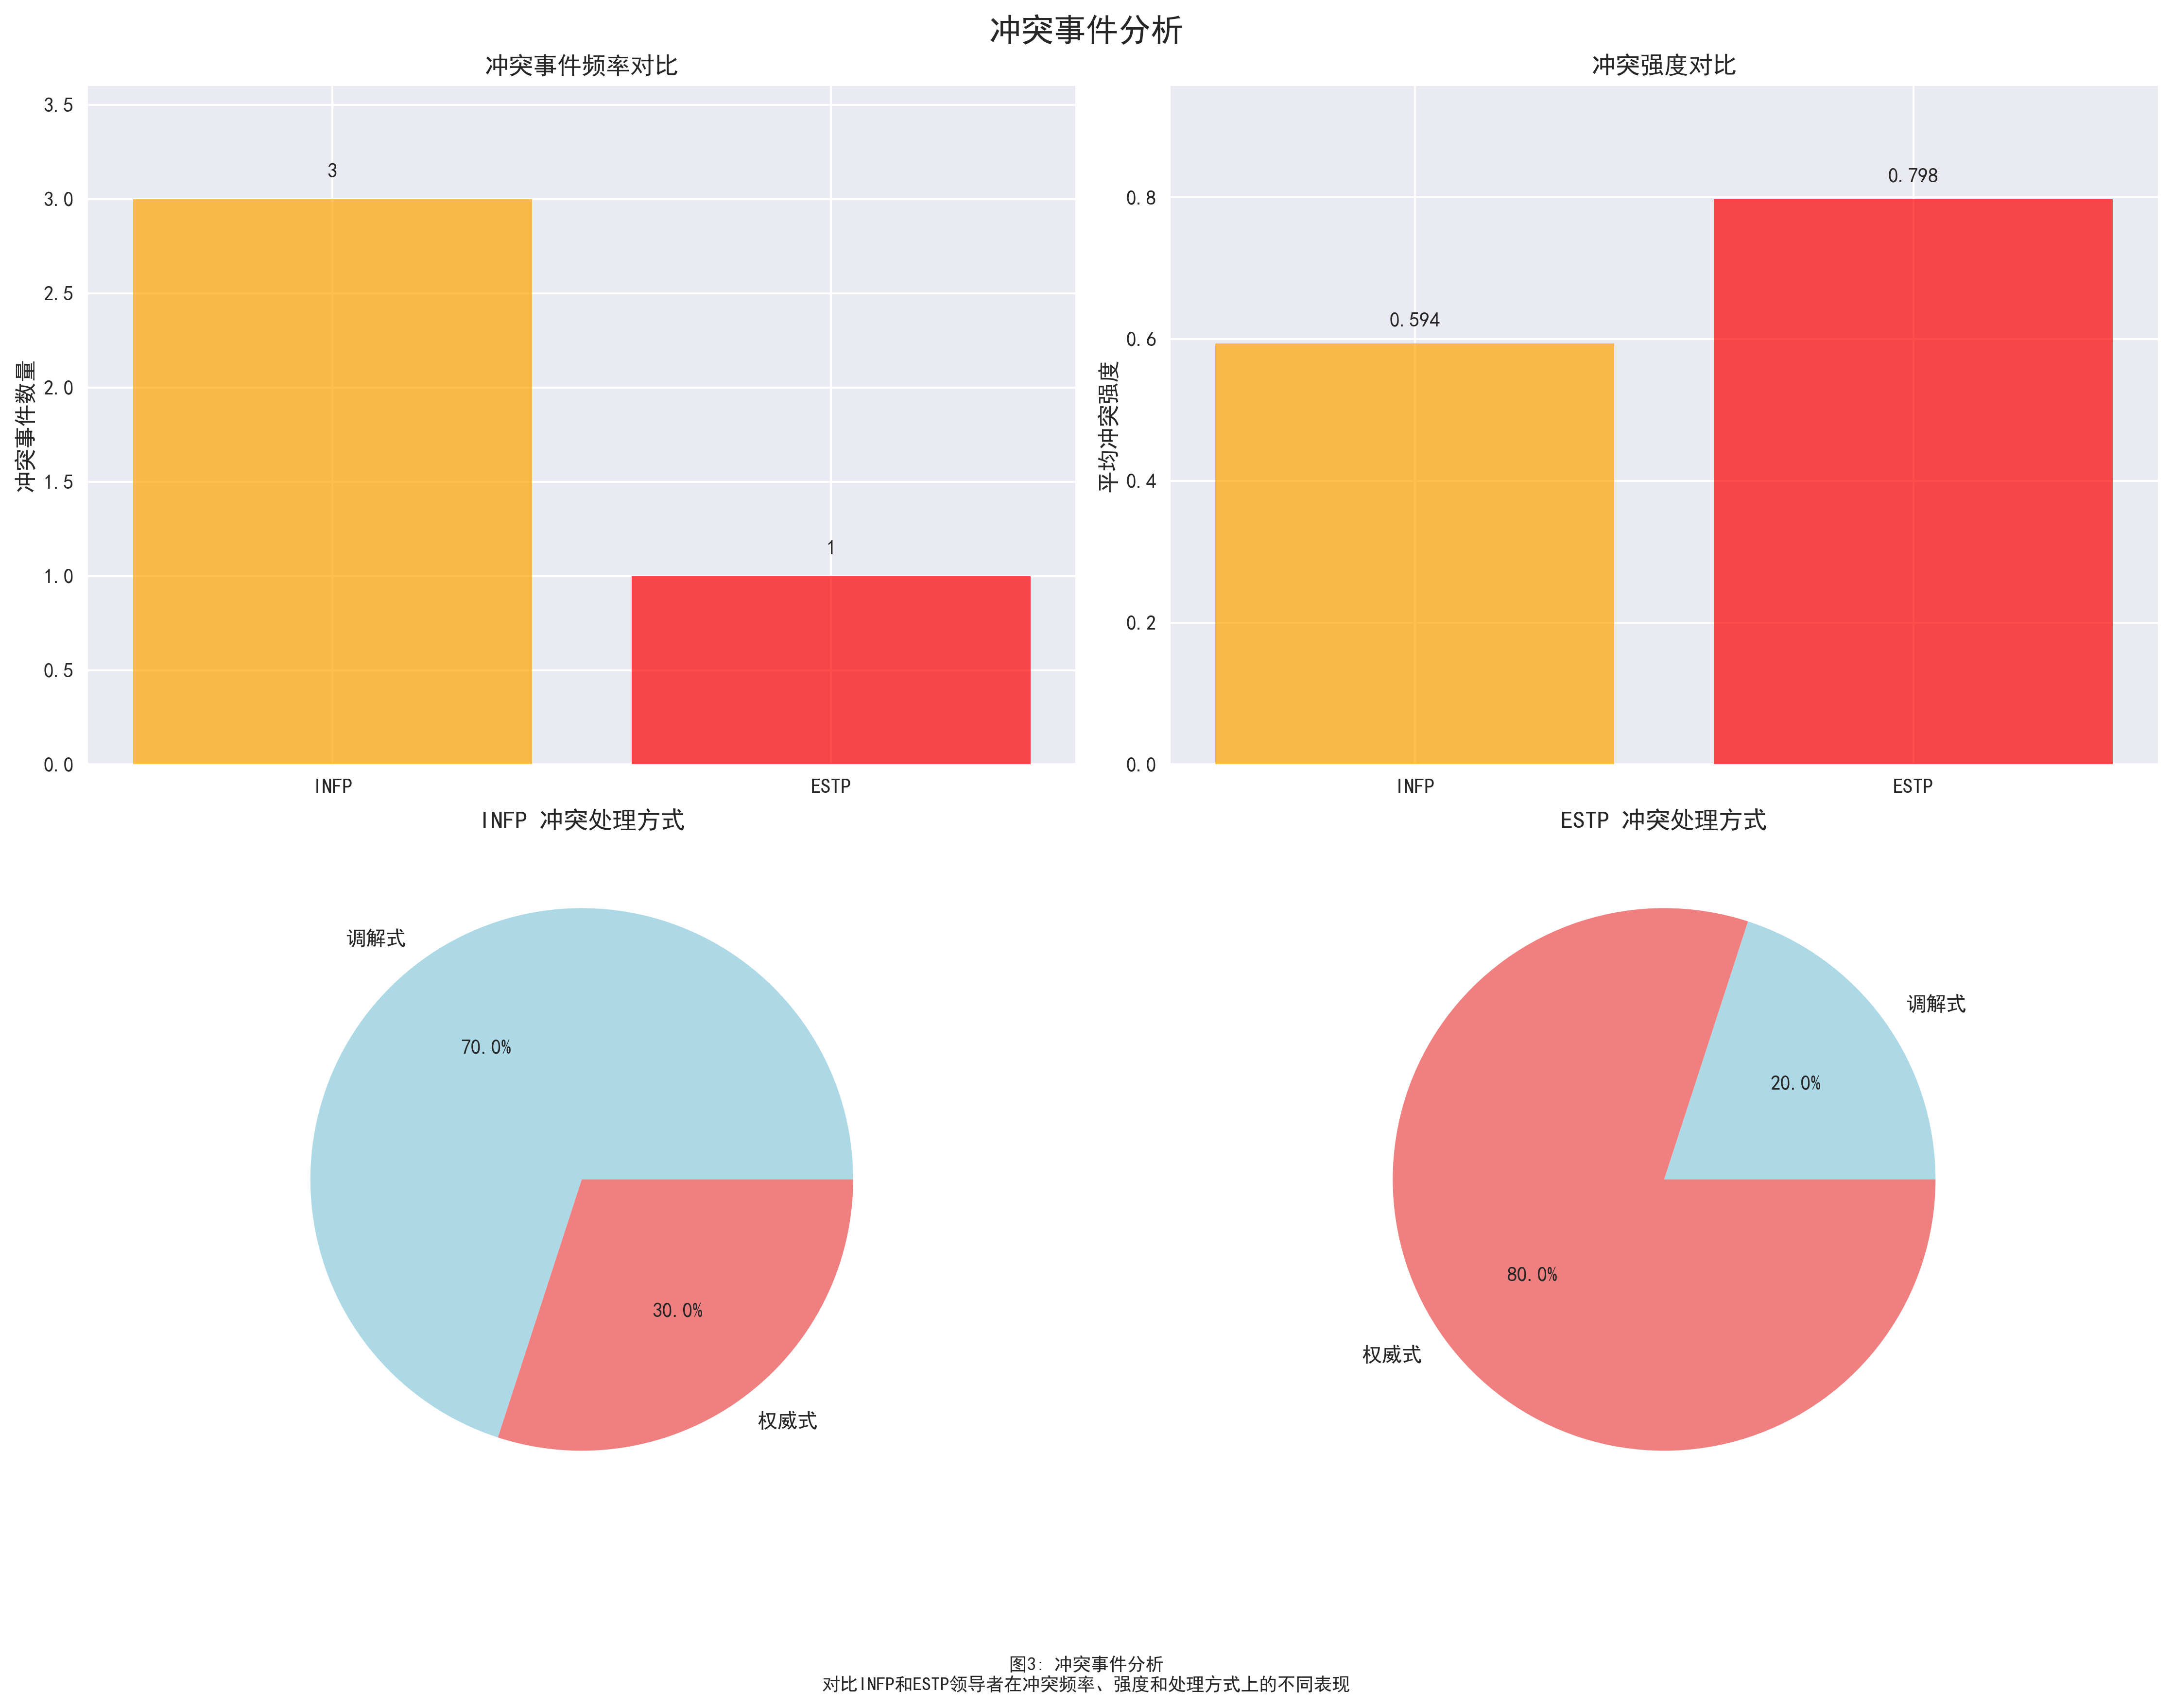 冲突事件分析
冲突事件频率对比
冲突事件数量
3.5
3.0
2.5
2.0
1.5
1.0
0.5
0.0
3
1
INFP
ESTP
冲突强度对比
平均冲突强度
0.8
0.6
0.4
0.2
0.0
0.594
0.798
INFP
ESTP
INFP 冲突处理方式
调解式
70.0%
30.0%
权威式
ESTP 冲突处理方式
调解式
20.0%
80.0%
权威式
图3: 冲突事件分析
对比INFP和ESTP领导者在冲突频率、强度和处理方式上的不同表现